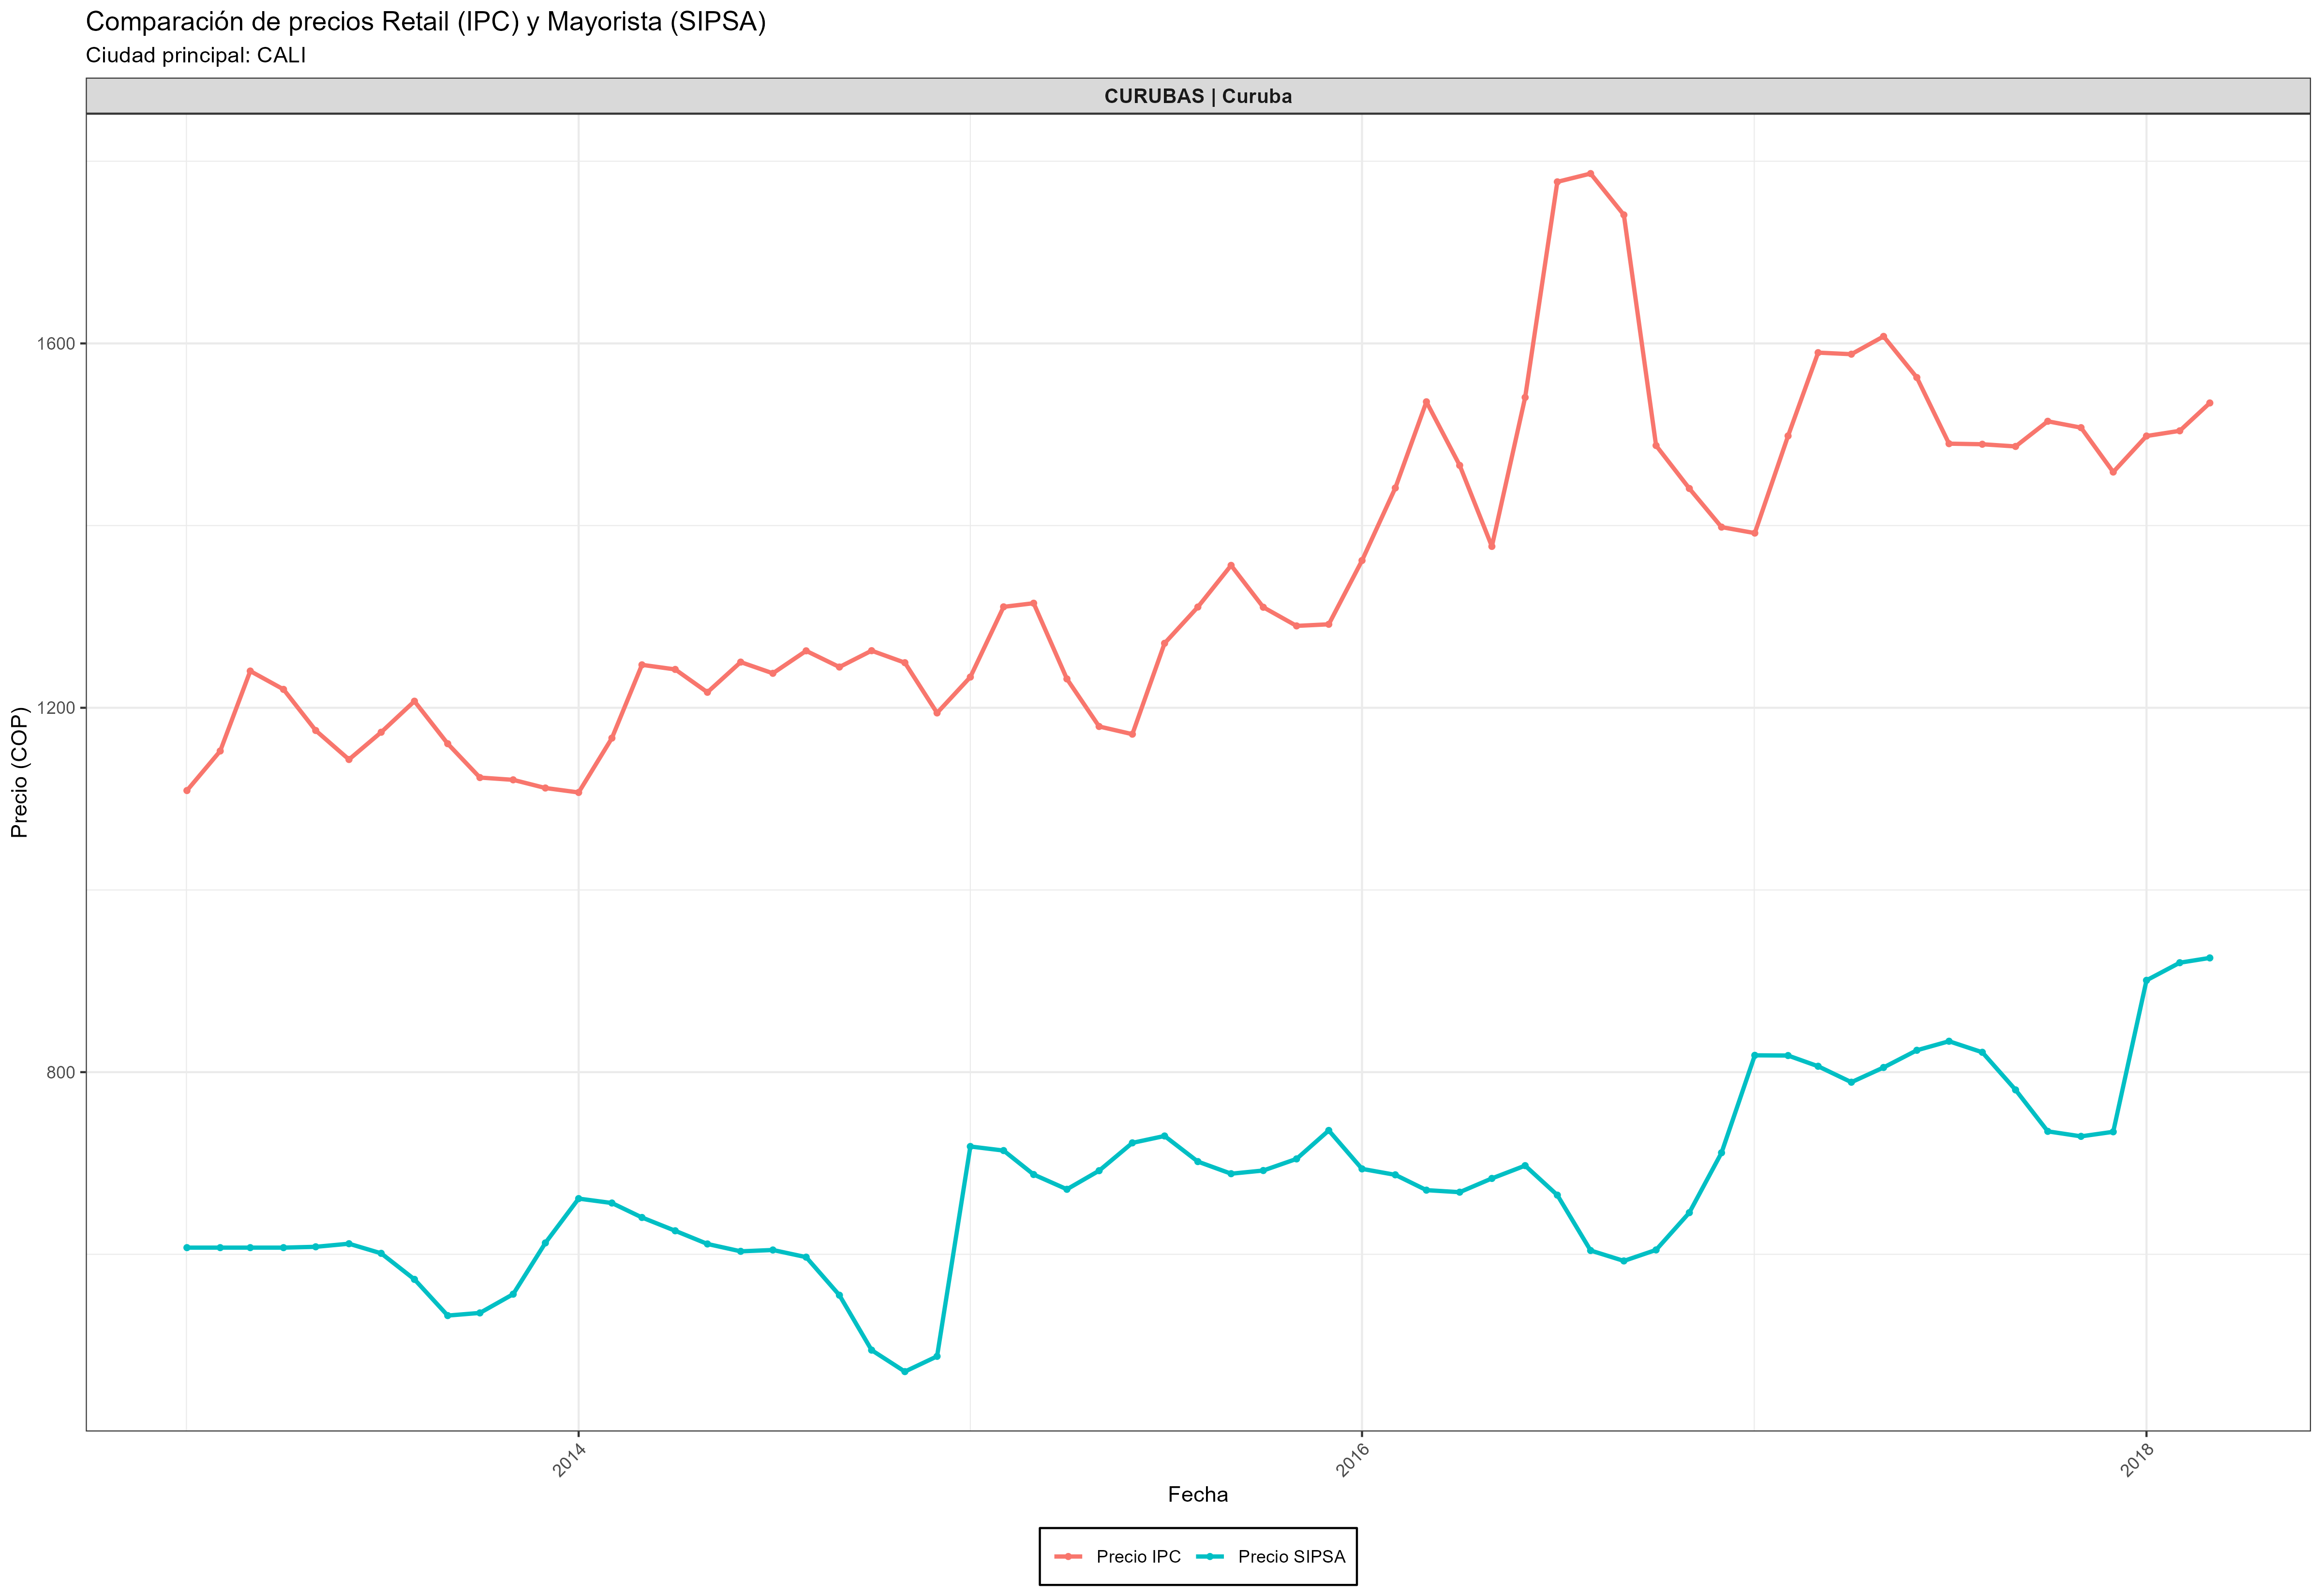 Comparación de precios Retail (IPC) y Mayorista (SIPSA)
Ciudad principal: CALI
CURUBAS | Curuba
Precio (COP)
1600
1200
800
2014
2016
2018
Fecha
Precio IPC
Precio SIPSA